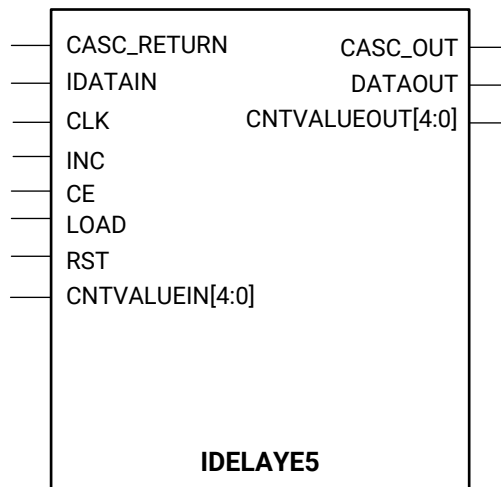 CASC_RETURN
IDATAIN
CLK
INC
CE
LOAD
RST
CNTVALUEIN[4:0]
CASC_OUT
DATAOUT
CNTVALUEOUT[4:0]
IDELAYE5